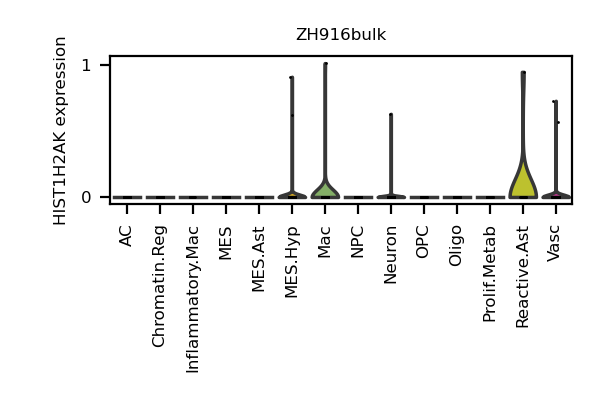 ZH916bulk
HIST1H2AK expression
1
0
AC
Chromatin.Reg
Inflammatory.Mac
MES
MES.Ast
MES.Hyp
Mac
NPC
Neuron
OPC
Oligo
Prolif.Metab
Reactive.Ast
Vasc